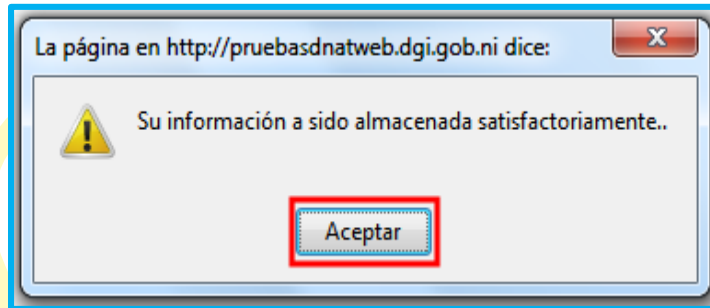 La página en http://pruebasdnatweb.dgi.gob.ni dice:
Su información a sido almacenada satisfactoriamente..
Aceptar